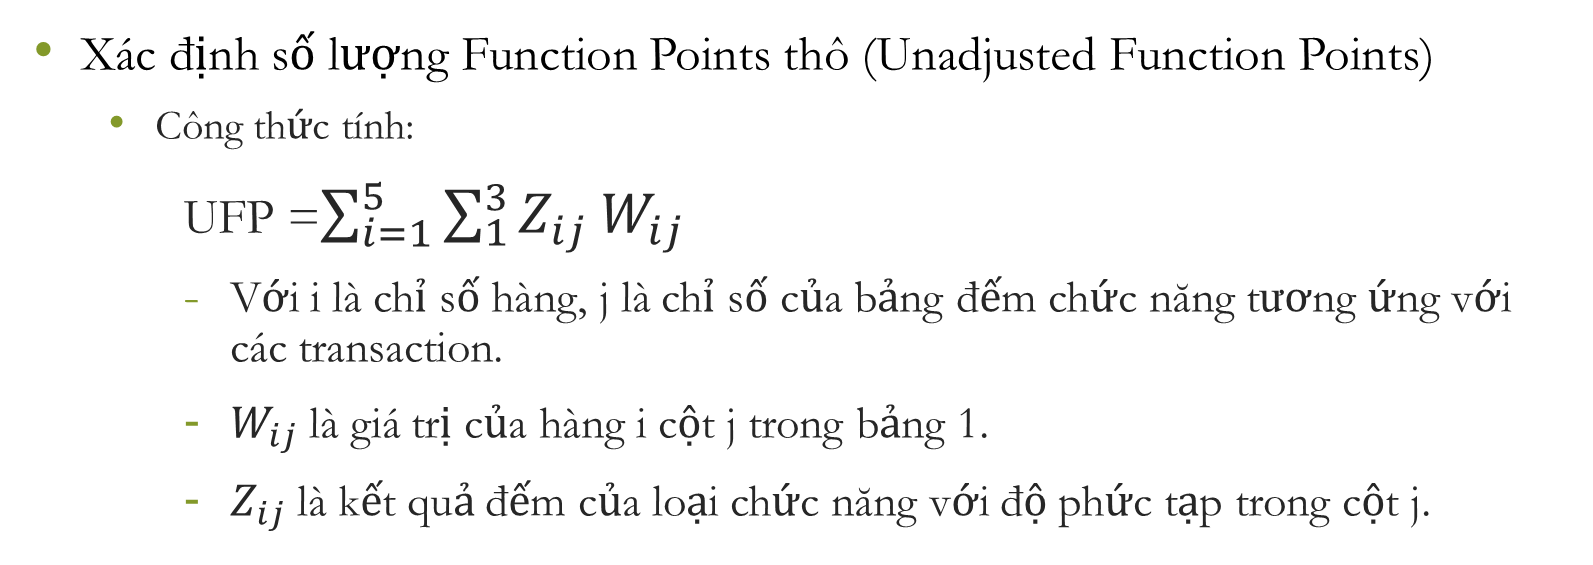 • Xác định số lượng Function Points thô (Unadjusted Function Points)
• Công thức tính:
UFP =∑⁵ᵢ₌₁ ∑³₁ Zᵢⱼ Wᵢⱼ
- Với i là chỉ số hàng, j là chỉ số của bảng đếm chức năng tương ứng với
các transaction.
- Wᵢⱼ là giá trị của hàng i cột j trong bảng 1.
- Zᵢⱼ là kết quả đếm của loại chức năng với độ phức tạp trong cột j.